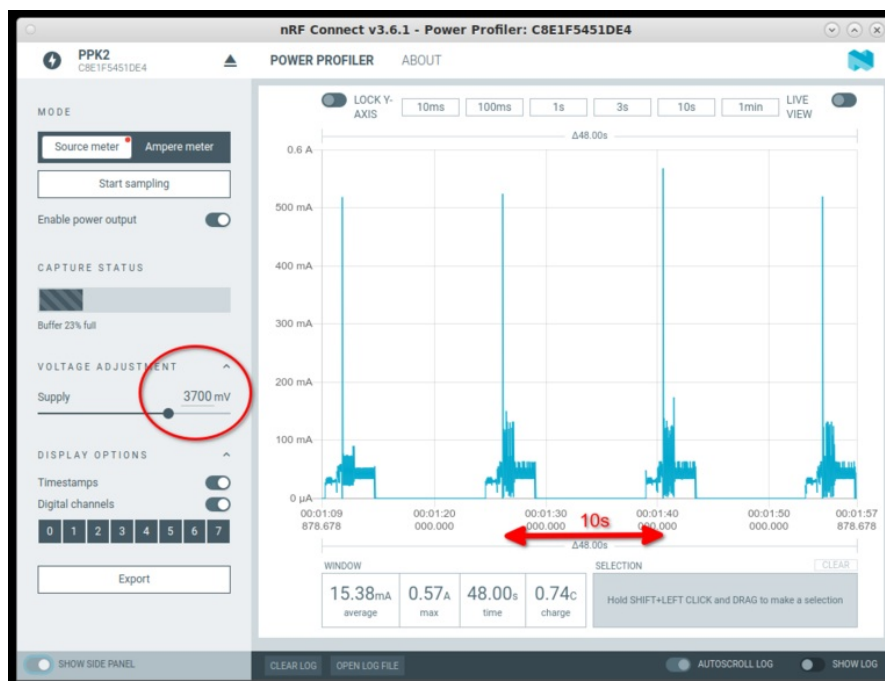 nRF Connect v3.6.1 - Power Profiler: C8E1F5451DE4
PPK2
C8E1F5451DE4
POWER PROFILER ABOUT
MODE
Source meter Ampere meter
Start sampling
Enable power output
CAPTURE STATUS
Buffer 23% full
VOLTAGE ADJUSTMENT
Supply 3700 mV
DISPLAY OPTIONS
Timestamps
Digital channels
0 1 2 3 4 5 6 7
Export
SHOW SIDE PANEL
LOCK Y-AXIS 10ms 100ms 1s 3s 10s 1min LIVE VIEW
Δ48.00s
0.6 A
500 mA
400 mA
300 mA
200 mA
100 mA
0 µA
00:01:09 00:01:20 00:01:30 00:01:40 00:01:50 00:01:57
878.678 000.000 000.000 000.000 000.000 878.678
10s
Δ48.00s
WINDOW SELECTION CLEAR
15.38mA 0.57A 48.00s 0.74C
average max time charge
Hold SHIFT+LEFT CLICK and DRAG to make a selection
CLEAR LOG OPEN LOG FILE AUTOSCROLL LOG SHOW LOG